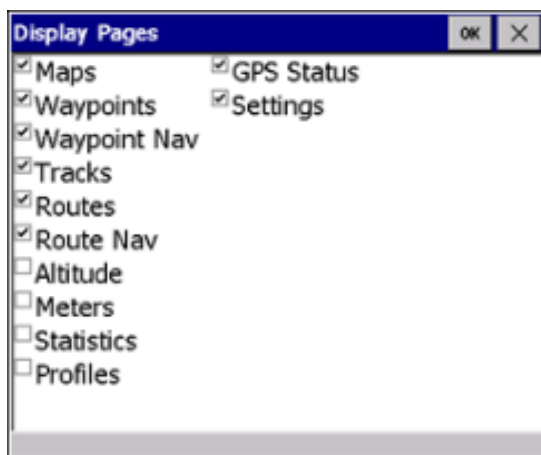 Display Pages OK
Maps GPS Status
Waypoints Settings
Waypoint Nav
Tracks
Routes
Route Nav
Altitude
Meters
Statistics
Profiles